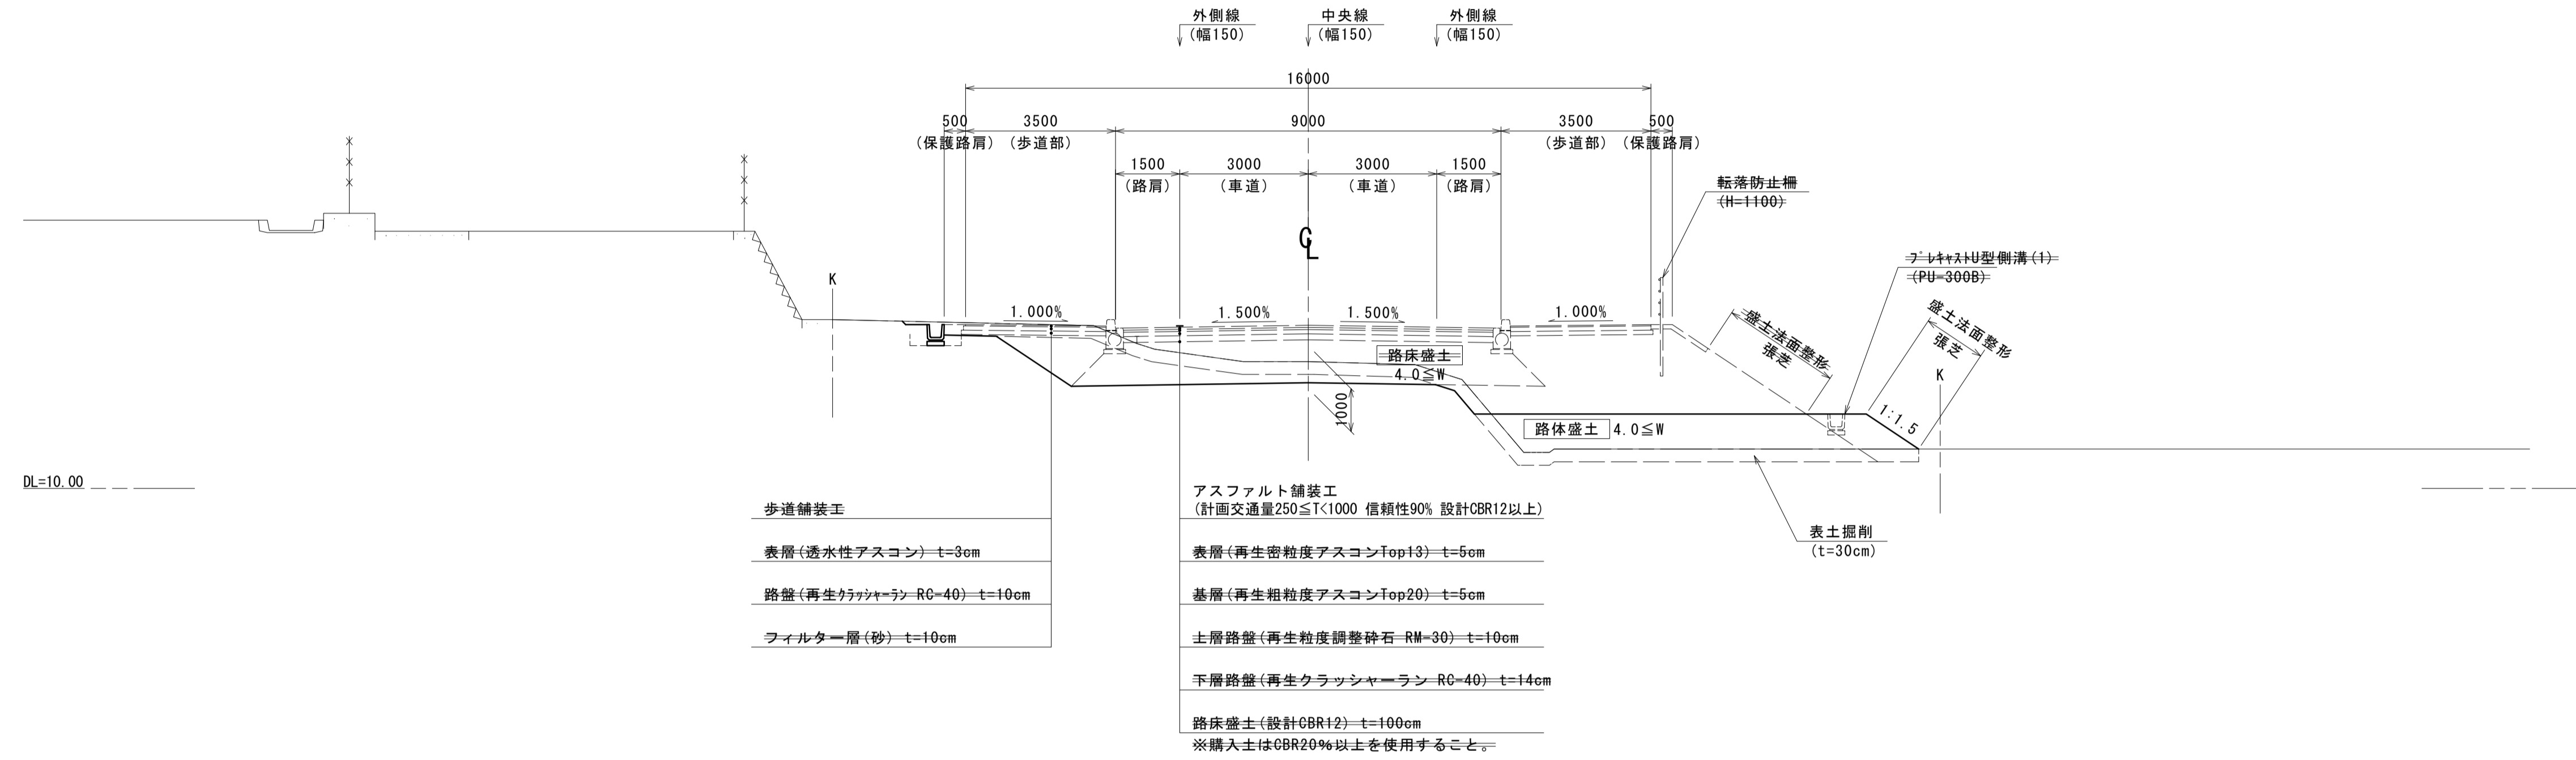 外側線
(幅150)
中央線
(幅150)
外側線
(幅150)
16000
500
3500
9000
3500
500
(保護路肩)
(歩道部)
(歩道部)
(保護路肩)
1500
3000
3000
1500
(路肩)
(車道)
(車道)
(路肩)
転落防止柵
(H=1100)
CL
プレキャストU型側溝(1)
(PU-300B)
K
1.000%
1.500%
1.500%
1.000%
盛土法面整形
張芝
盛土法面整形
張芝
K
路床盛土
4.0≦W
1000
1:1.5
路体盛土
4.0≦W
DL=10.00
表土掘削
(t=30cm)
歩道舗装工
表層(透水性アスコン) t=3cm
路盤(再生クラッシャーラン RC-40) t=10cm
フィルター層(砂) t=10cm
アスファルト舗装工
(計画交通量250≦T<1000 信頼性90% 設計CBR12以上)
表層(再生密粒度アスコンTop13) t=5cm
基層(再生粗粒度アスコンTop20) t=5cm
上層路盤(再生粒度調整砕石 RM-30) t=10cm
下層路盤(再生クラッシャーラン RC-40) t=14cm
路床盛土(設計CBR12) t=100cm
※購入土はCBR20%以上を使用すること。